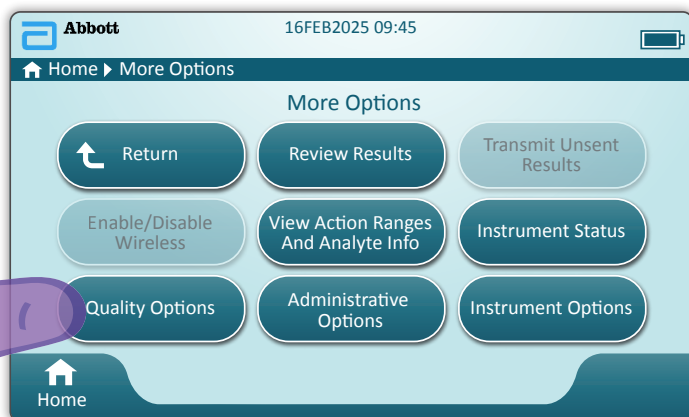 Abbott
16FEB2025 09:45
Home ▸ More Options
More Options
Return
Review Results
Transmit Unsent
Results
Enable/Disable
Wireless
View Action Ranges
And Analyte Info
Instrument Status
Quality Options
Administrative
Options
Instrument Options
Home